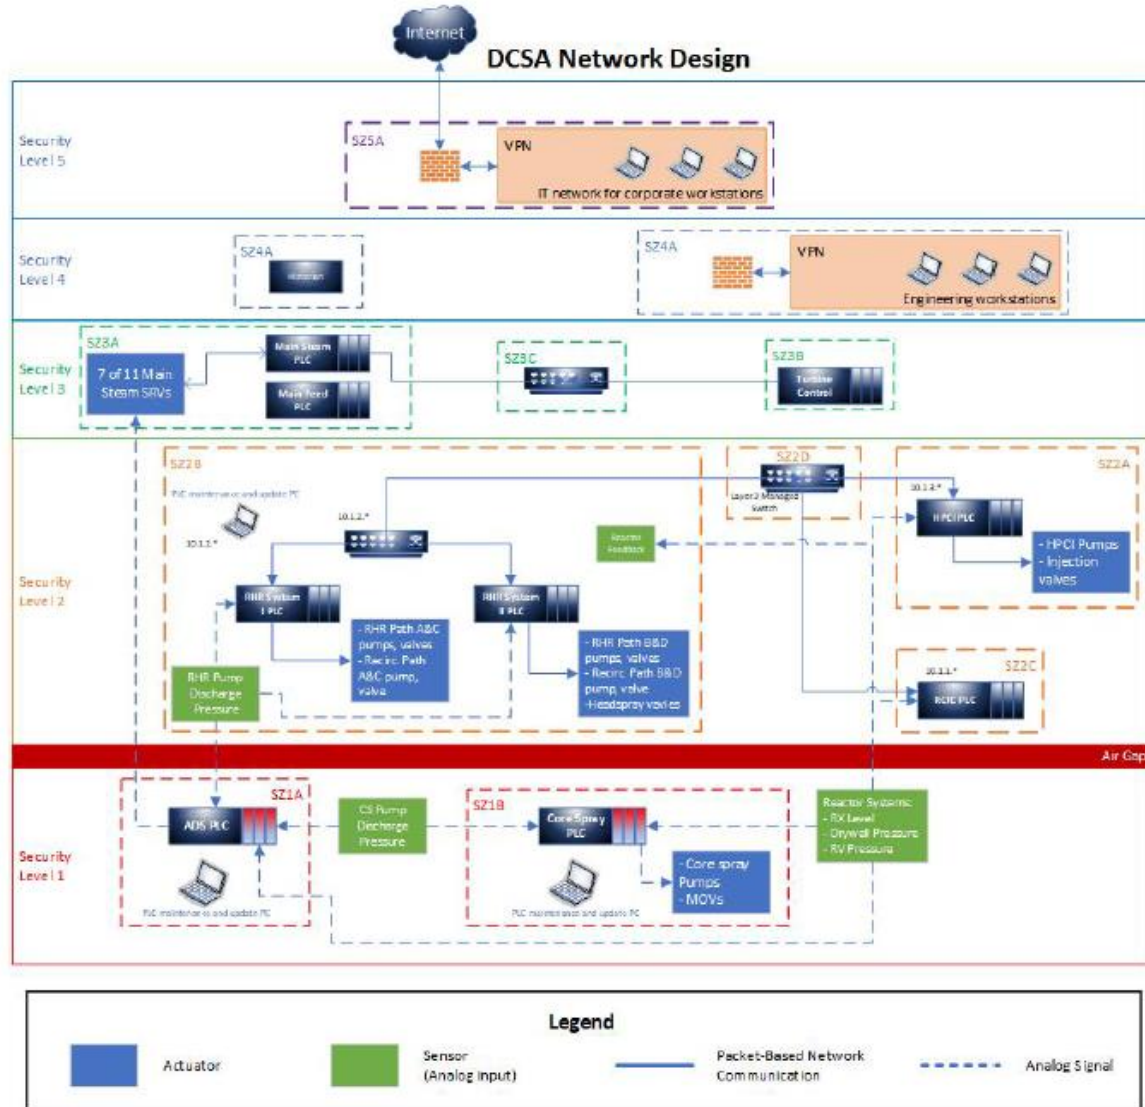 Internet
DCSA Network Design
Security
Level 5
SZ5A
VPN
IT network for corporate workstations
Security
Level 4
SZ4A
SZ4A
VPN
Engineering workstations
Security
Level 3
SZ3A
7 of 11 Main
Steam SRVs
Main Steam
PLC
Main Feed
PLC
SZ3C
SZ3B
Turbine
Control
Security
Level 2
SZ2B
PLC maintenance and update PC
10.1.2.*
10.1.2.*
RHR System
I PLC
RHR System
II PLC
- RHR Path A&C
pumps, valves
- Recirc. Path
A&C pump,
valve
- RHR Path B&D
pumps, valves
- Recirc. Path B&D
pump, valve
-Headspray valves
RHR Pump
Discharge
Pressure
Reactor
Feedback
SZ2D
Layer 2 Managed
Switch
SZ2A
10.1.3.*
HPCI PLC
- HPCI Pumps
- Injection
valves
SZ2C
10.1.1.*
RCIC PLC
Air Gap
Security
Level 1
SZ1A
ADS PLC
PLC maintenance and update PC
CS Pump
Discharge
Pressure
SZ1B
Core Spray
PLC
PLC maintenance and update PC
- Core spray
Pumps
- MOVs
Reactor Systems:
- RX Level
- Drywell Pressure
- RV Pressure
Legend
Actuator
Sensor
(Analog input)
Packet-Based Network
Communication
Analog Signal